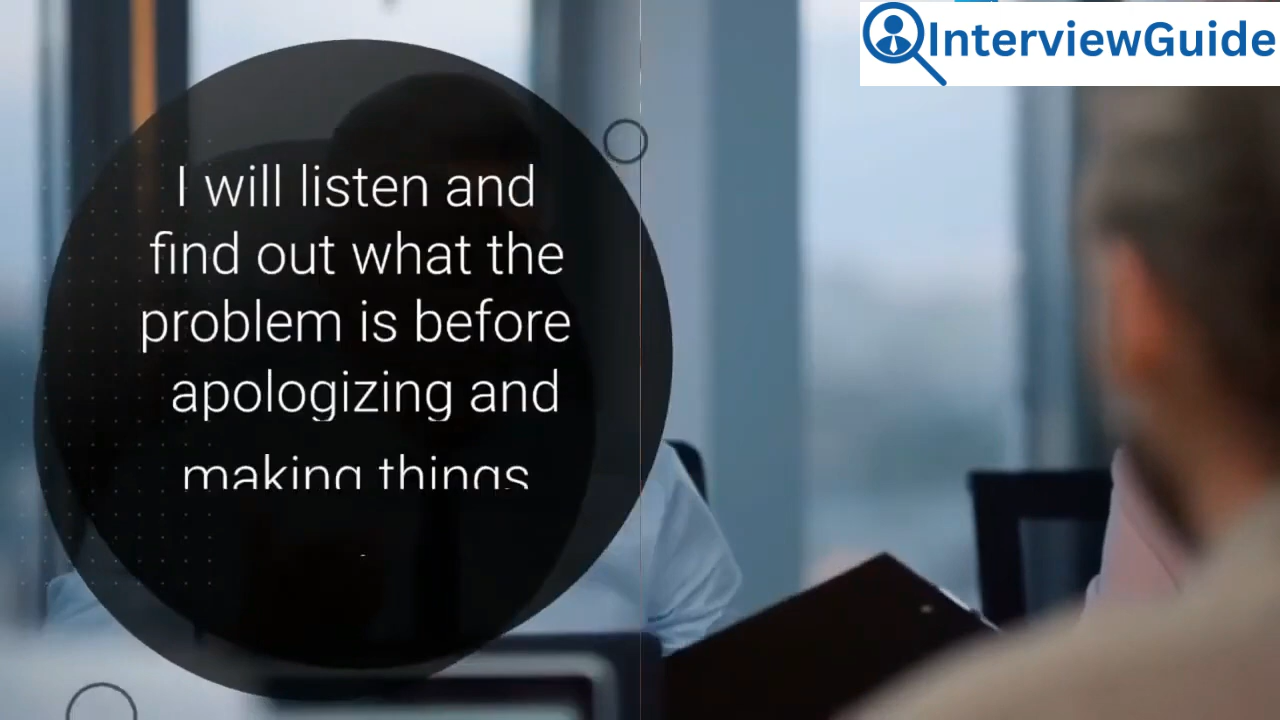 InterviewGuide
I will listen and
find out what the
problem is before
apologizing and
making things